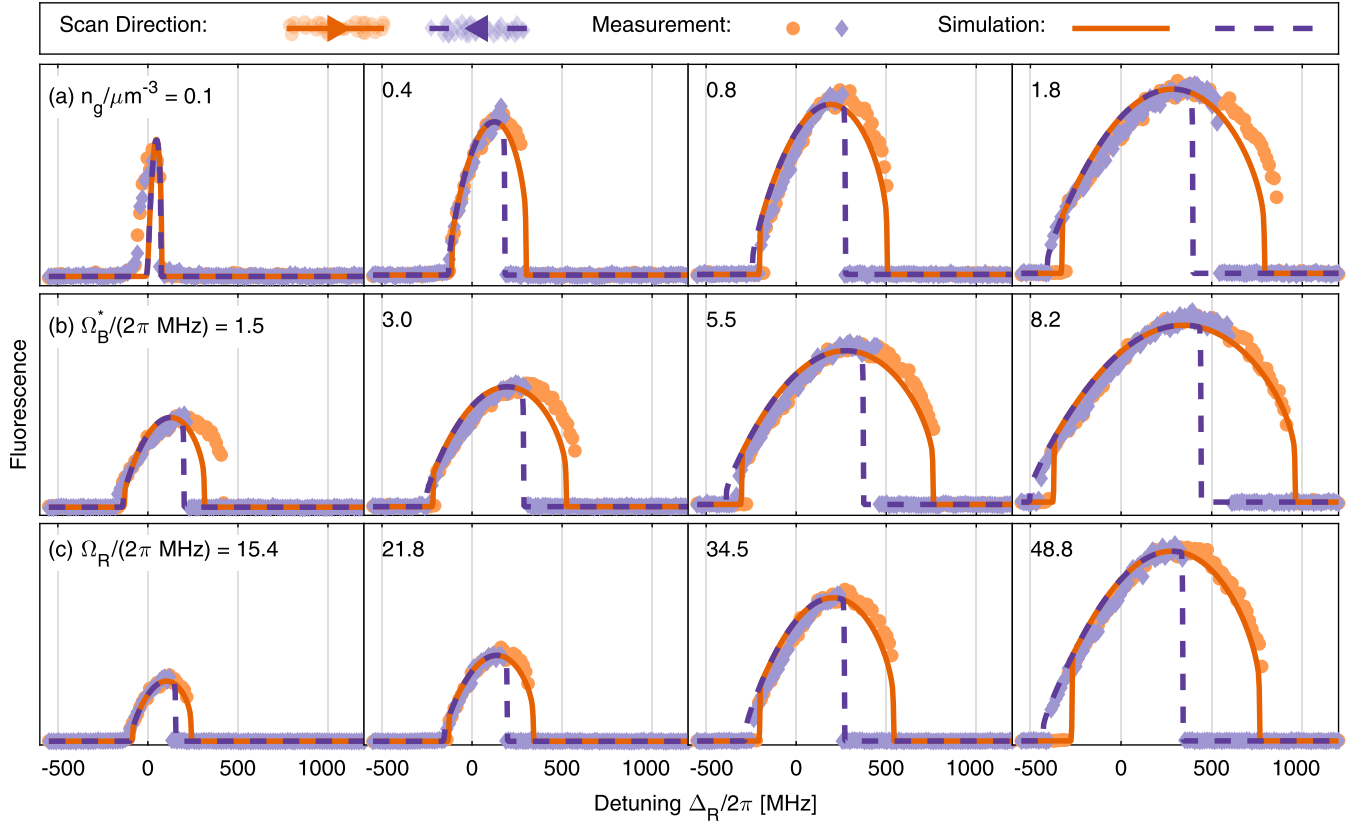 Scan Direction: Measurement: Simulation:
(a) n_g/μm⁻³ = 0.1 0.4 0.8 1.8
(b) Ω_B^*/(2π MHz) = 1.5 3.0 5.5 8.2
Fluorescence
(c) Ω_R/(2π MHz) = 15.4 21.8 34.5 48.8
-500 0 500 1000 -500 0 500 1000 -500 0 500 1000 -500 0 500 1000
Detuning Δ_R/2π [MHz]